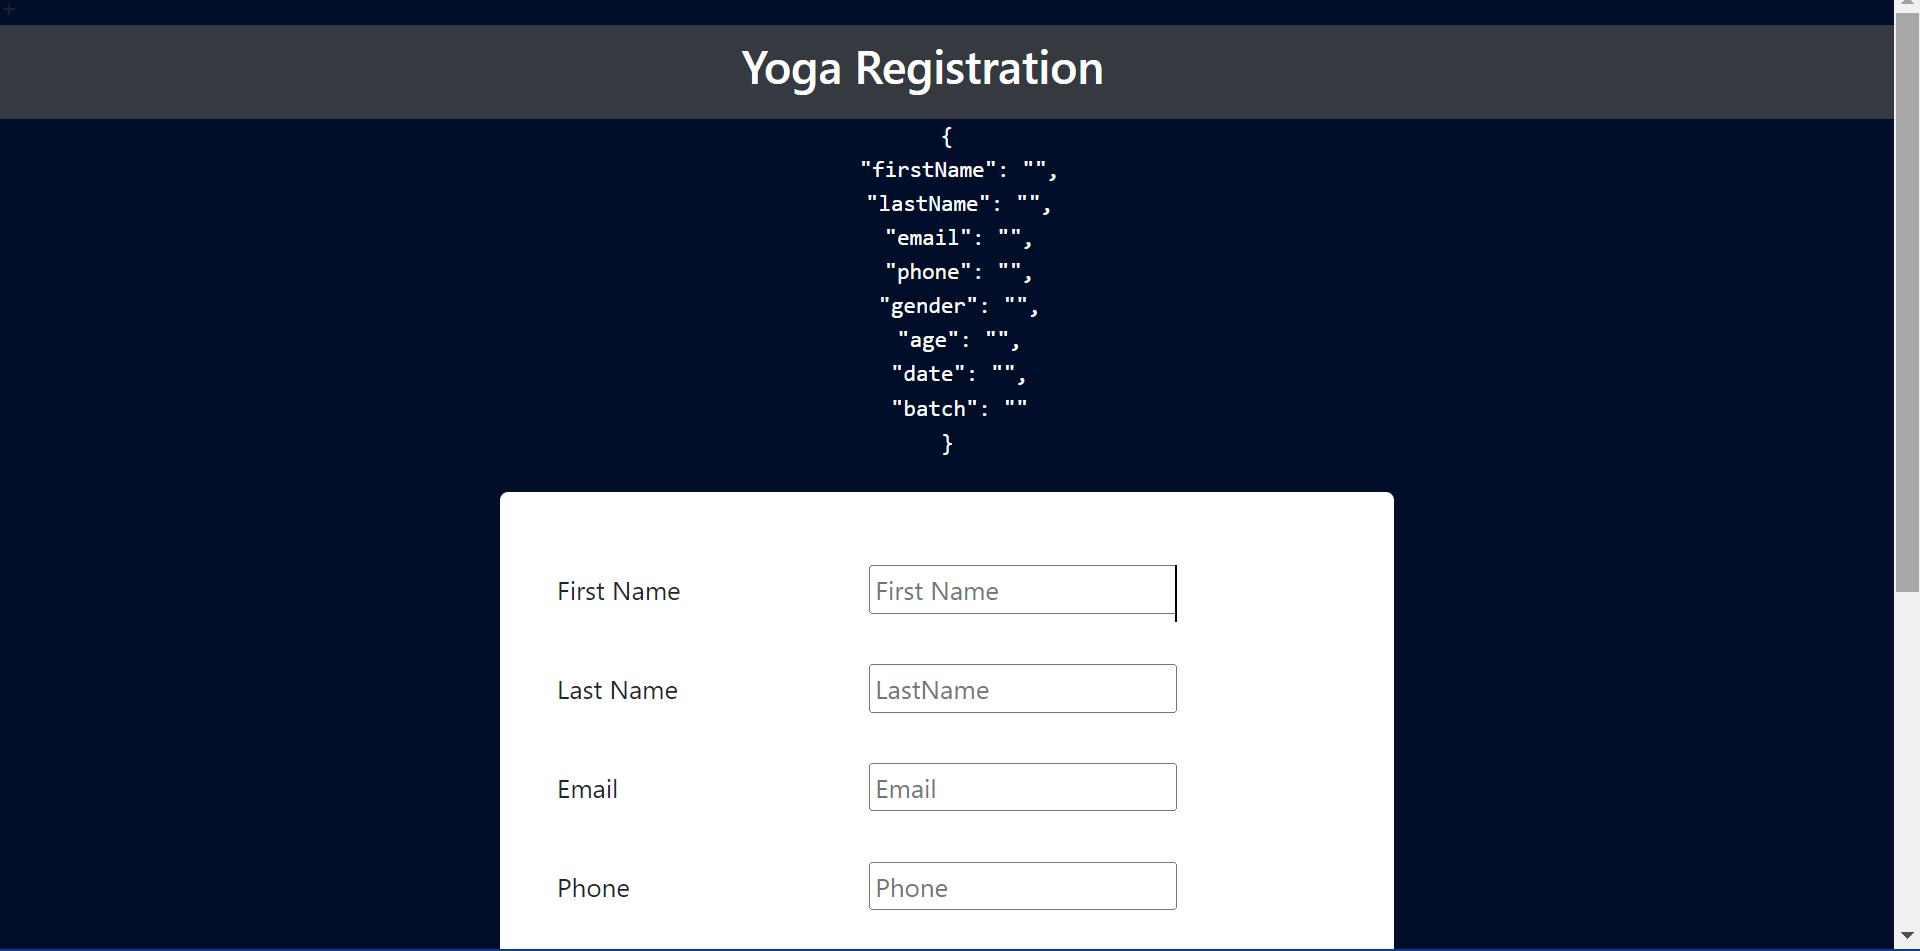 +
Yoga Registration
{
"firstName": "",
"lastName": "",
"email": "",
"phone": "",
"gender": "",
"age": "",
"date": "",
"batch": ""
}
First Name First Name
Last Name LastName
Email Email
Phone Phone